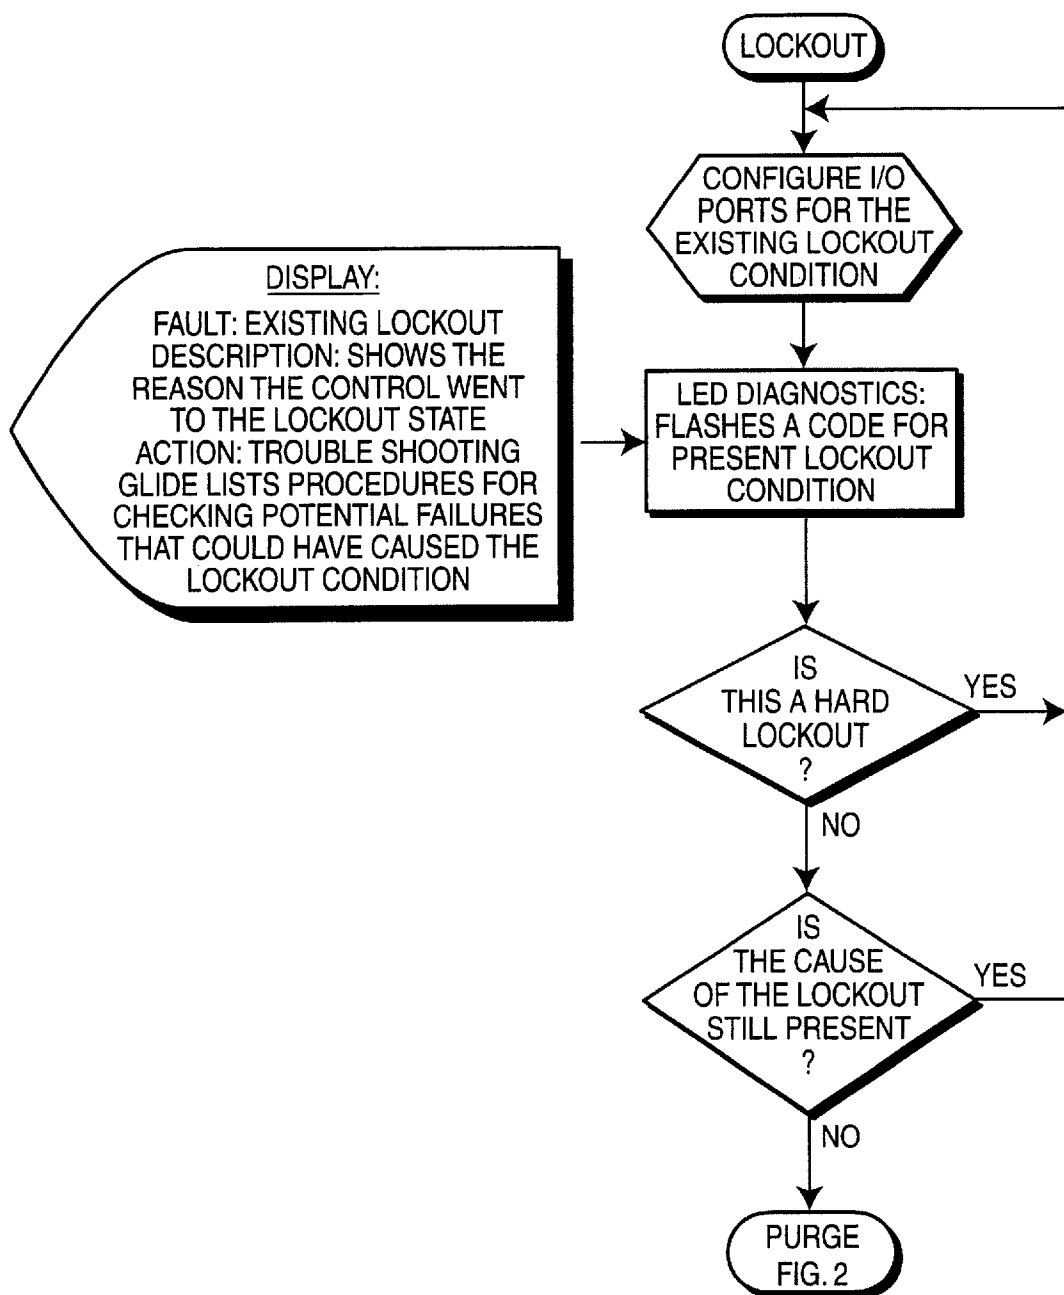 LOCKOUT
CONFIGURE I/O
PORTS FOR THE
EXISTING LOCKOUT
CONDITION
DISPLAY:
FAULT: EXISTING LOCKOUT
DESCRIPTION: SHOWS THE
REASON THE CONTROL WENT
TO THE LOCKOUT STATE
ACTION: TROUBLE SHOOTING
GLIDE LISTS PROCEDURES FOR
CHECKING POTENTIAL FAILURES
THAT COULD HAVE CAUSED THE
LOCKOUT CONDITION
LED DIAGNOSTICS:
FLASHES A CODE FOR
PRESENT LOCKOUT
CONDITION
IS
THIS A HARD
LOCKOUT
?
YES
NO
IS
THE CAUSE
OF THE LOCKOUT
STILL PRESENT
?
YES
NO
PURGE
FIG. 2